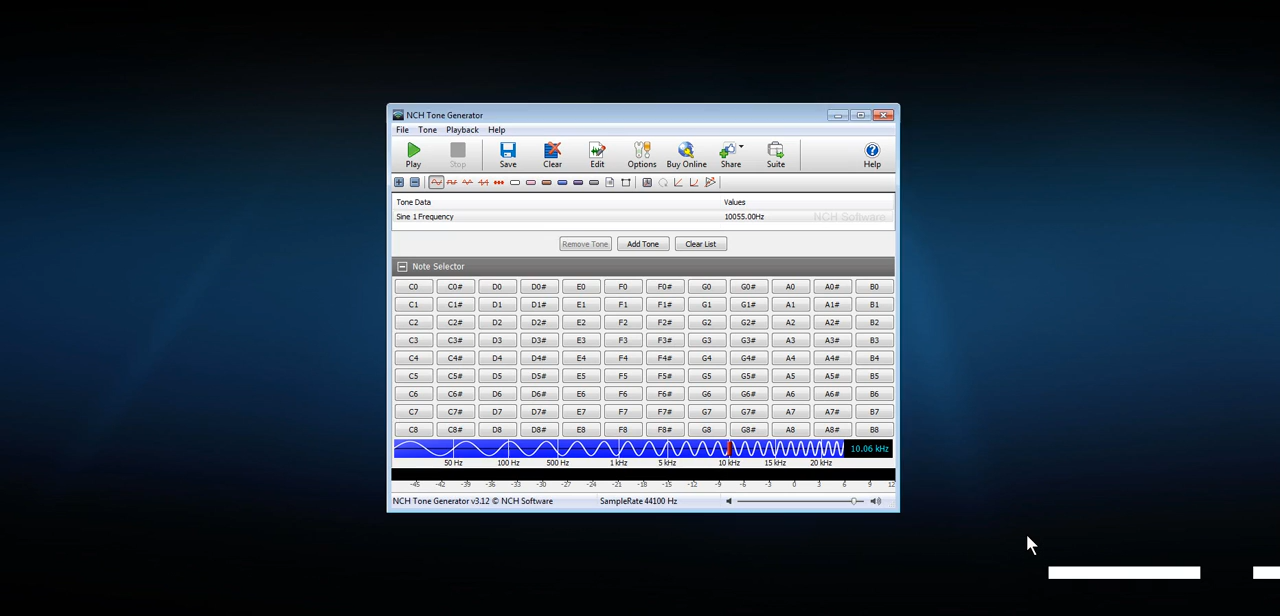 NCH Tone Generator
File Tone Playback Help
Play Stop Save Clear Edit Options Buy Online Share Suite Help
Tone Data Values
Sine 1 Frequency 10055.00Hz NCH Software
Remove Tone Add Tone Clear List
Note Selector
C0 C0# D0 D0# E0 F0 F0# G0 G0# A0 A0# B0
C1 C1# D1 D1# E1 F1 F1# G1 G1# A1 A1# B1
C2 C2# D2 D2# E2 F2 F2# G2 G2# A2 A2# B2
C3 C3# D3 D3# E3 F3 F3# G3 G3# A3 A3# B3
C4 C4# D4 D4# E4 F4 F4# G4 G4# A4 A4# B4
C5 C5# D5 D5# E5 F5 F5# G5 G5# A5 A5# B5
C6 C6# D6 D6# E6 F6 F6# G6 G6# A6 A6# B6
C7 C7# D7 D7# E7 F7 F7# G7 G7# A7 A7# B7
C8 C8# D8 D8# E8 F8 F8# G8 G8# A8 A8# B8
10.06 kHz
50 Hz 100 Hz 500 Hz 1 kHz 5 kHz 10 kHz 15 kHz 20 kHz
-45 -42 -39 -36 -33 -30 -27 -24 -21 -18 -15 -12 -9 -6 -3 0 3 6 9 12
NCH Tone Generator v3.12 © NCH Software SampleRate 44100 Hz